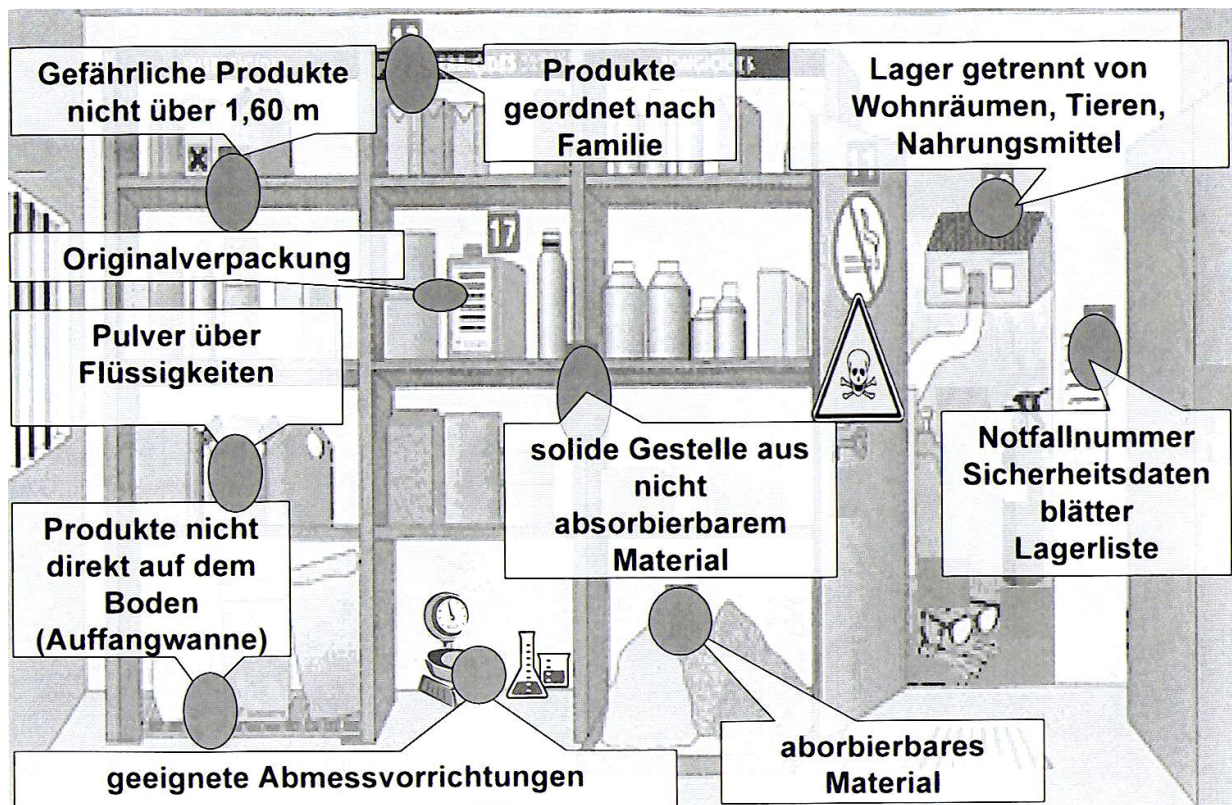 Gefährliche Produkte
nicht über 1,60 m
Produkte
geordnet nach
Familie
Lager getrennt von
Wohnräumen, Tieren,
Nahrungsmittel
Originalverpackung
17
Pulver über
Flüssigkeiten
solide Gestelle aus
nicht
absorbierbarem
Material
Notfallnummer
Sicherheitsdaten
blätter
Lagerliste
Produkte nicht
direkt auf dem
Boden
(Auffangwanne)
geeignete Abmessvorrichtungen
aborbierbares
Material